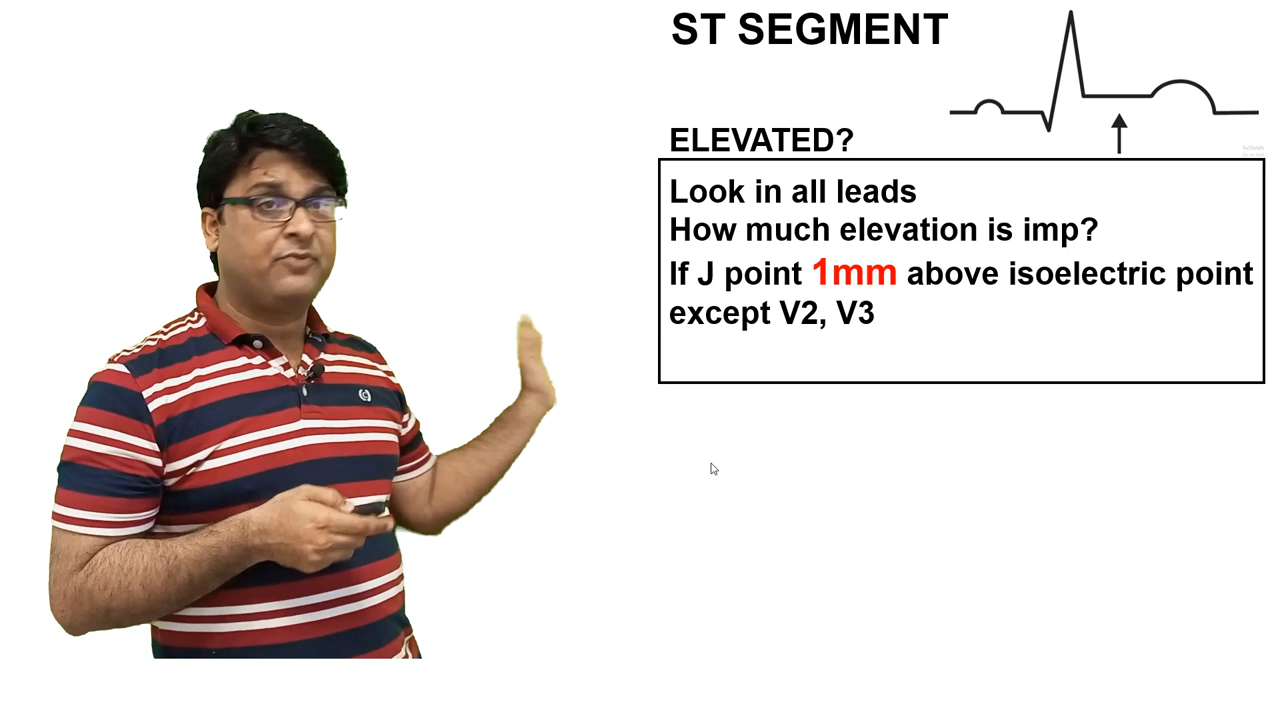 ST SEGMENT
ELEVATED?
Look in all leads
How much elevation is imp?
If J point 1mm above isoelectric point
except V2, V3